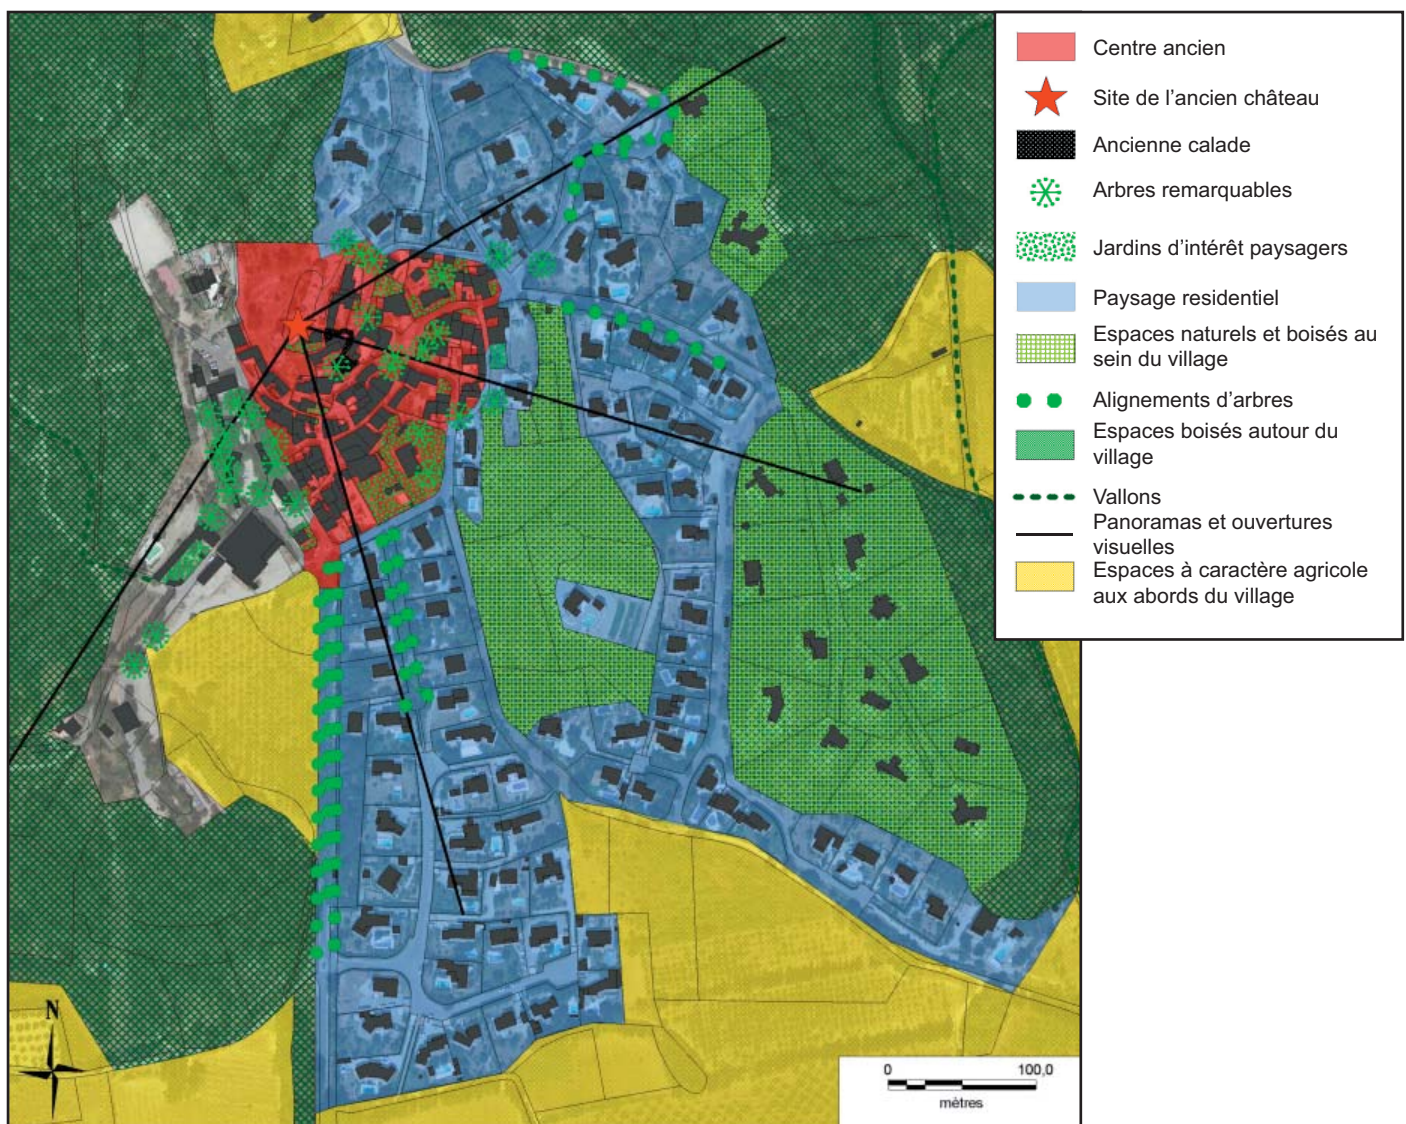 Centre ancien
Site de l’ancien château
Ancienne calade
Arbres remarquables
Jardins d’intérêt paysagers
Paysage residentiel
Espaces naturels et boisés au
sein du village
Alignements d’arbres
Espaces boisés autour du
village
Vallons
Panoramas et ouvertures
visuelles
Espaces à caractère agricole
aux abords du village
N
0 100,0
mètres